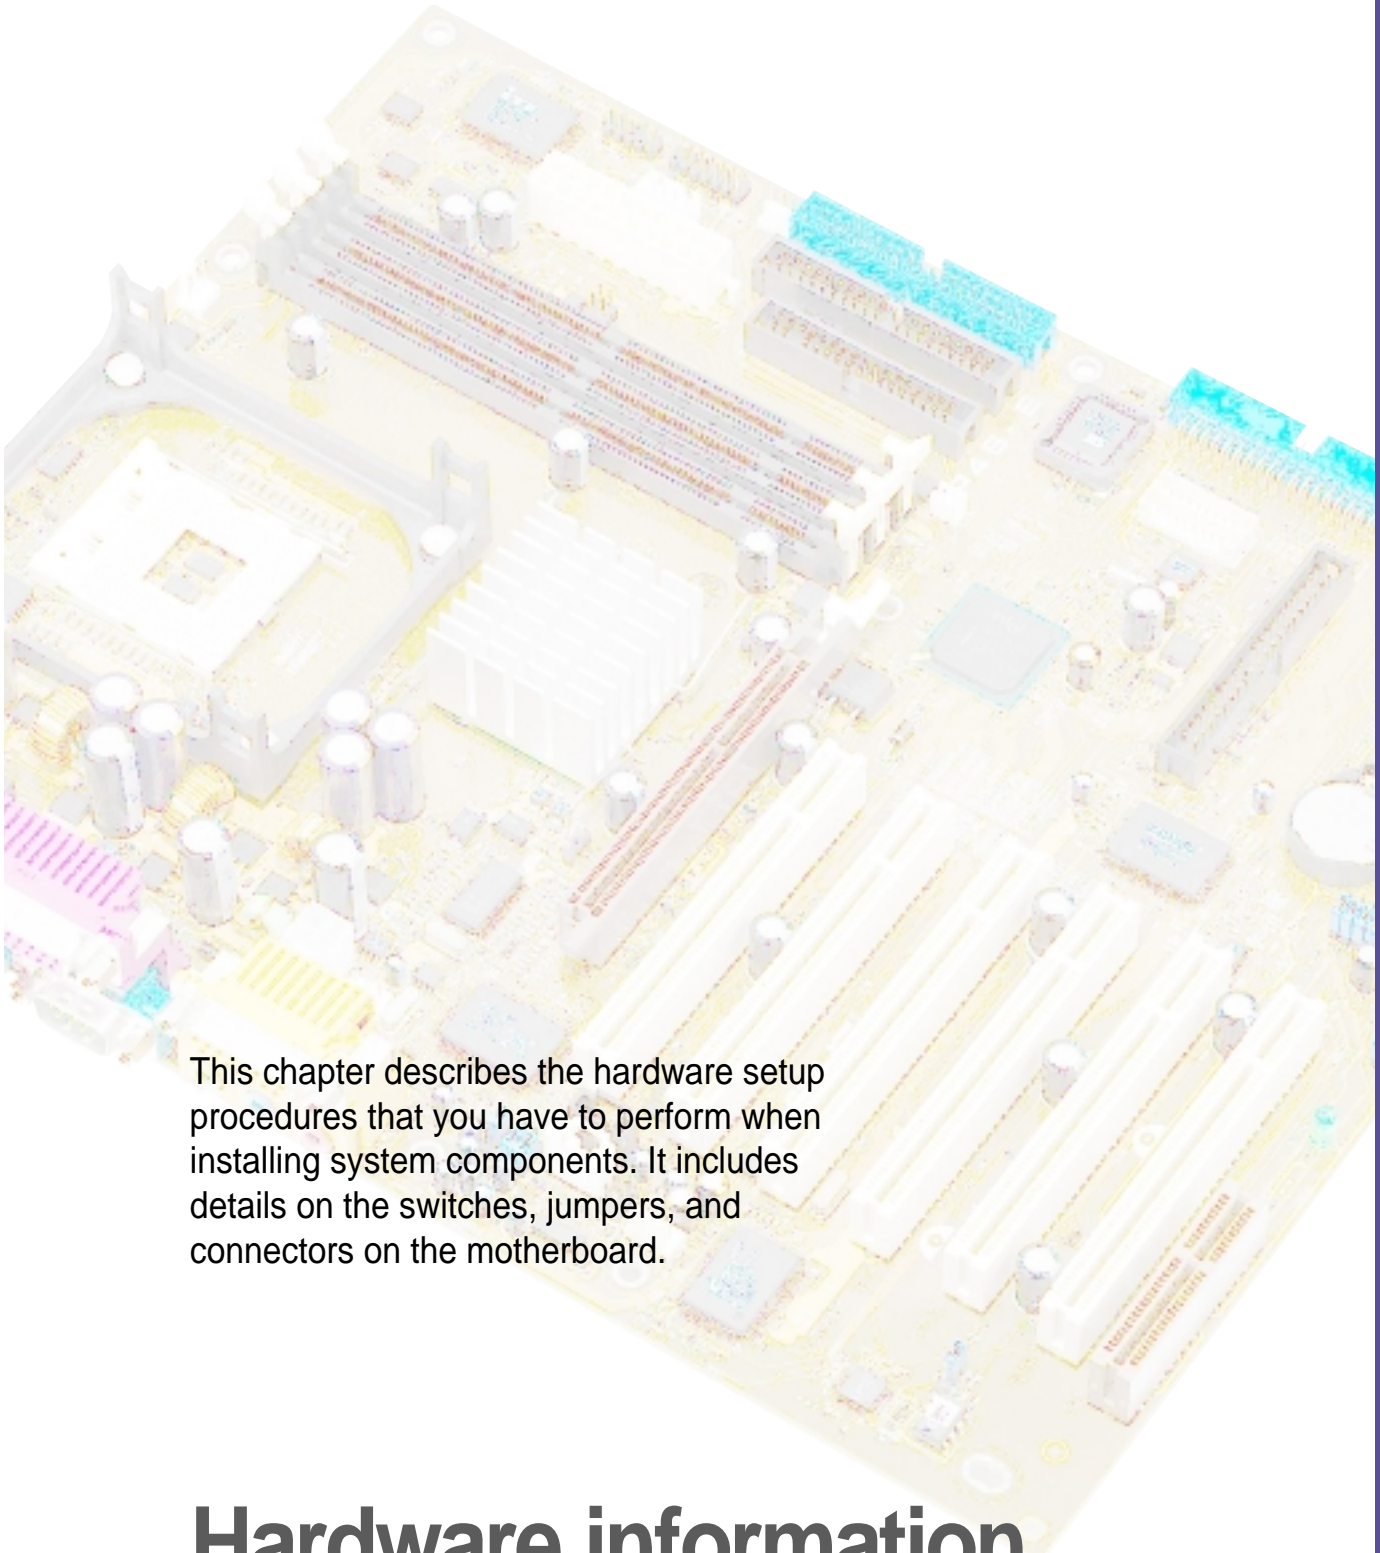 This chapter describes the hardware setup
procedures that you have to perform when
installing system components. It includes
details on the switches, jumpers, and
connectors on the motherboard.
Hardware information